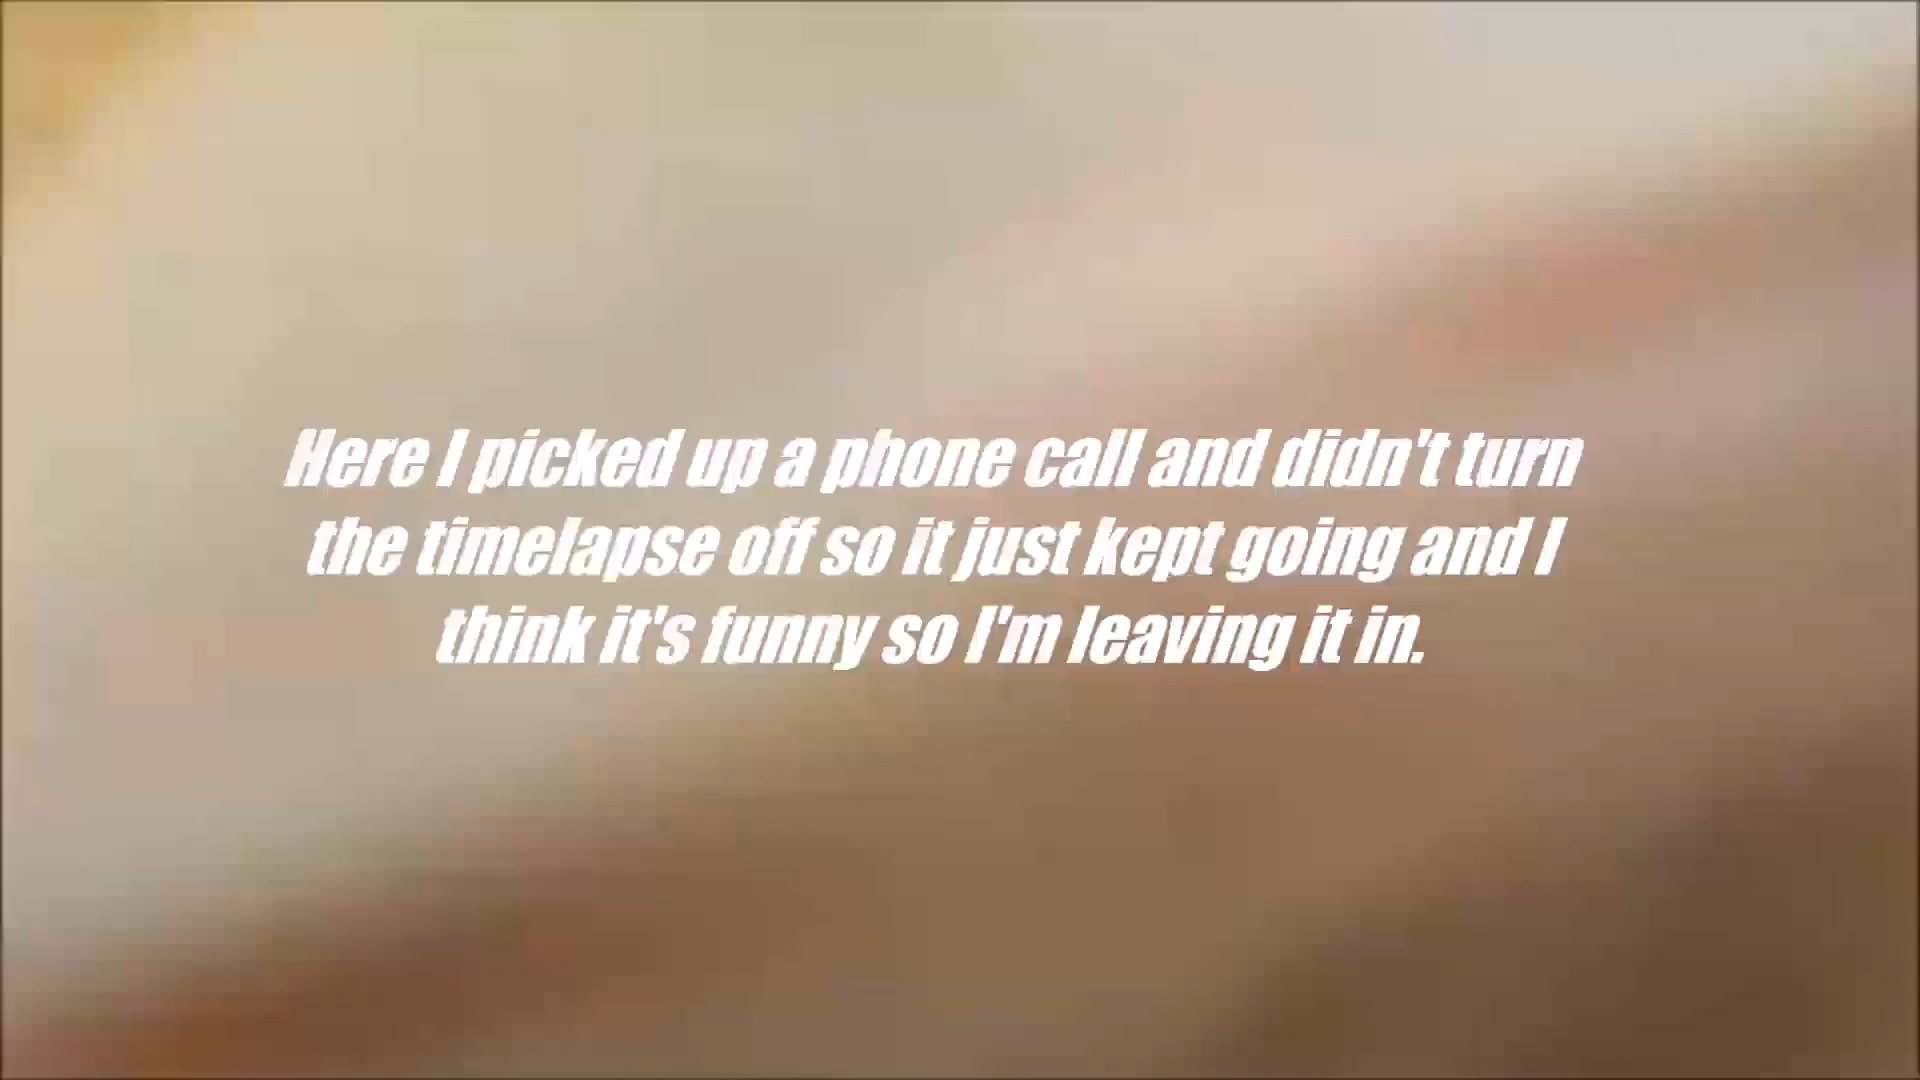 Here I picked up a phone call and didn't turn
the timelapse off so it just kept going and I
think it's funny so I'm leaving it in.